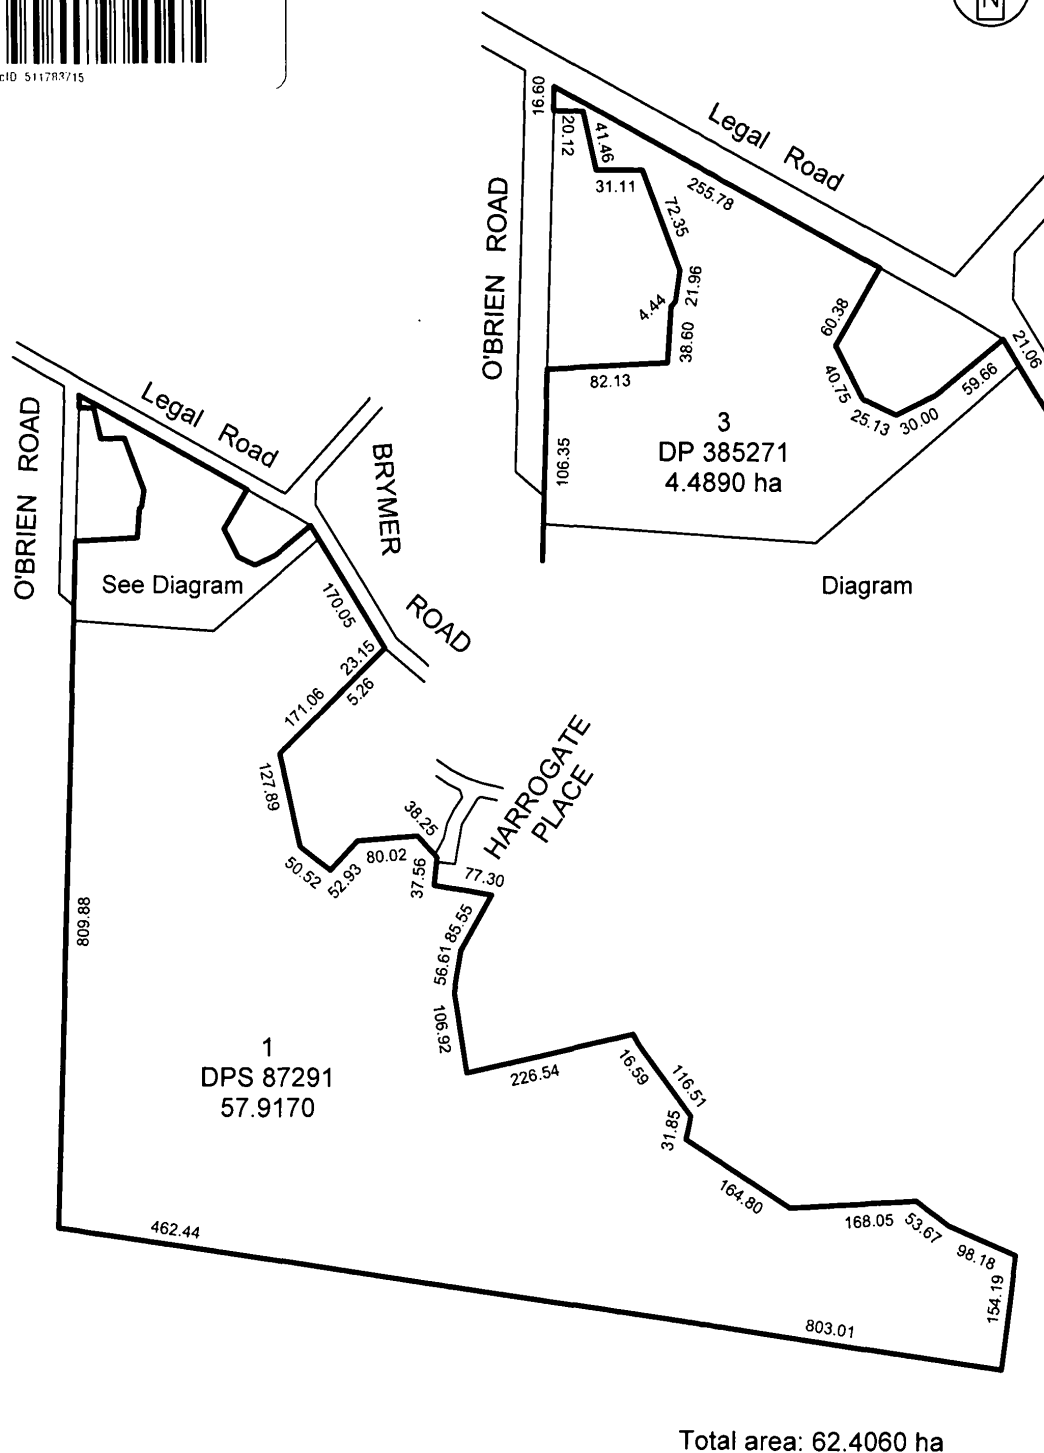 cID 511783715
N
Legal Road
O'BRIEN ROAD
16.60
20.12
41.46
31.11
255.78
72.35
21.96
4.44
38.60
82.13
106.35
60.38
40.75
25.13
30.00
59.66
21.06
3
DP 385271
4.4890 ha
Diagram
Legal Road
O'BRIEN ROAD
BRYMER
ROAD
See Diagram
170.05
23.15
5.26
171.06
127.89
50.52
52.93
80.02
38.25
37.56
HARROGATE
PLACE
77.30
85.55
56.61
106.92
226.54
16.59
116.51
31.85
164.80
168.05
53.67
98.18
154.19
809.88
1
DPS 87291
57.9170
462.44
803.01
Total area: 62.4060 ha